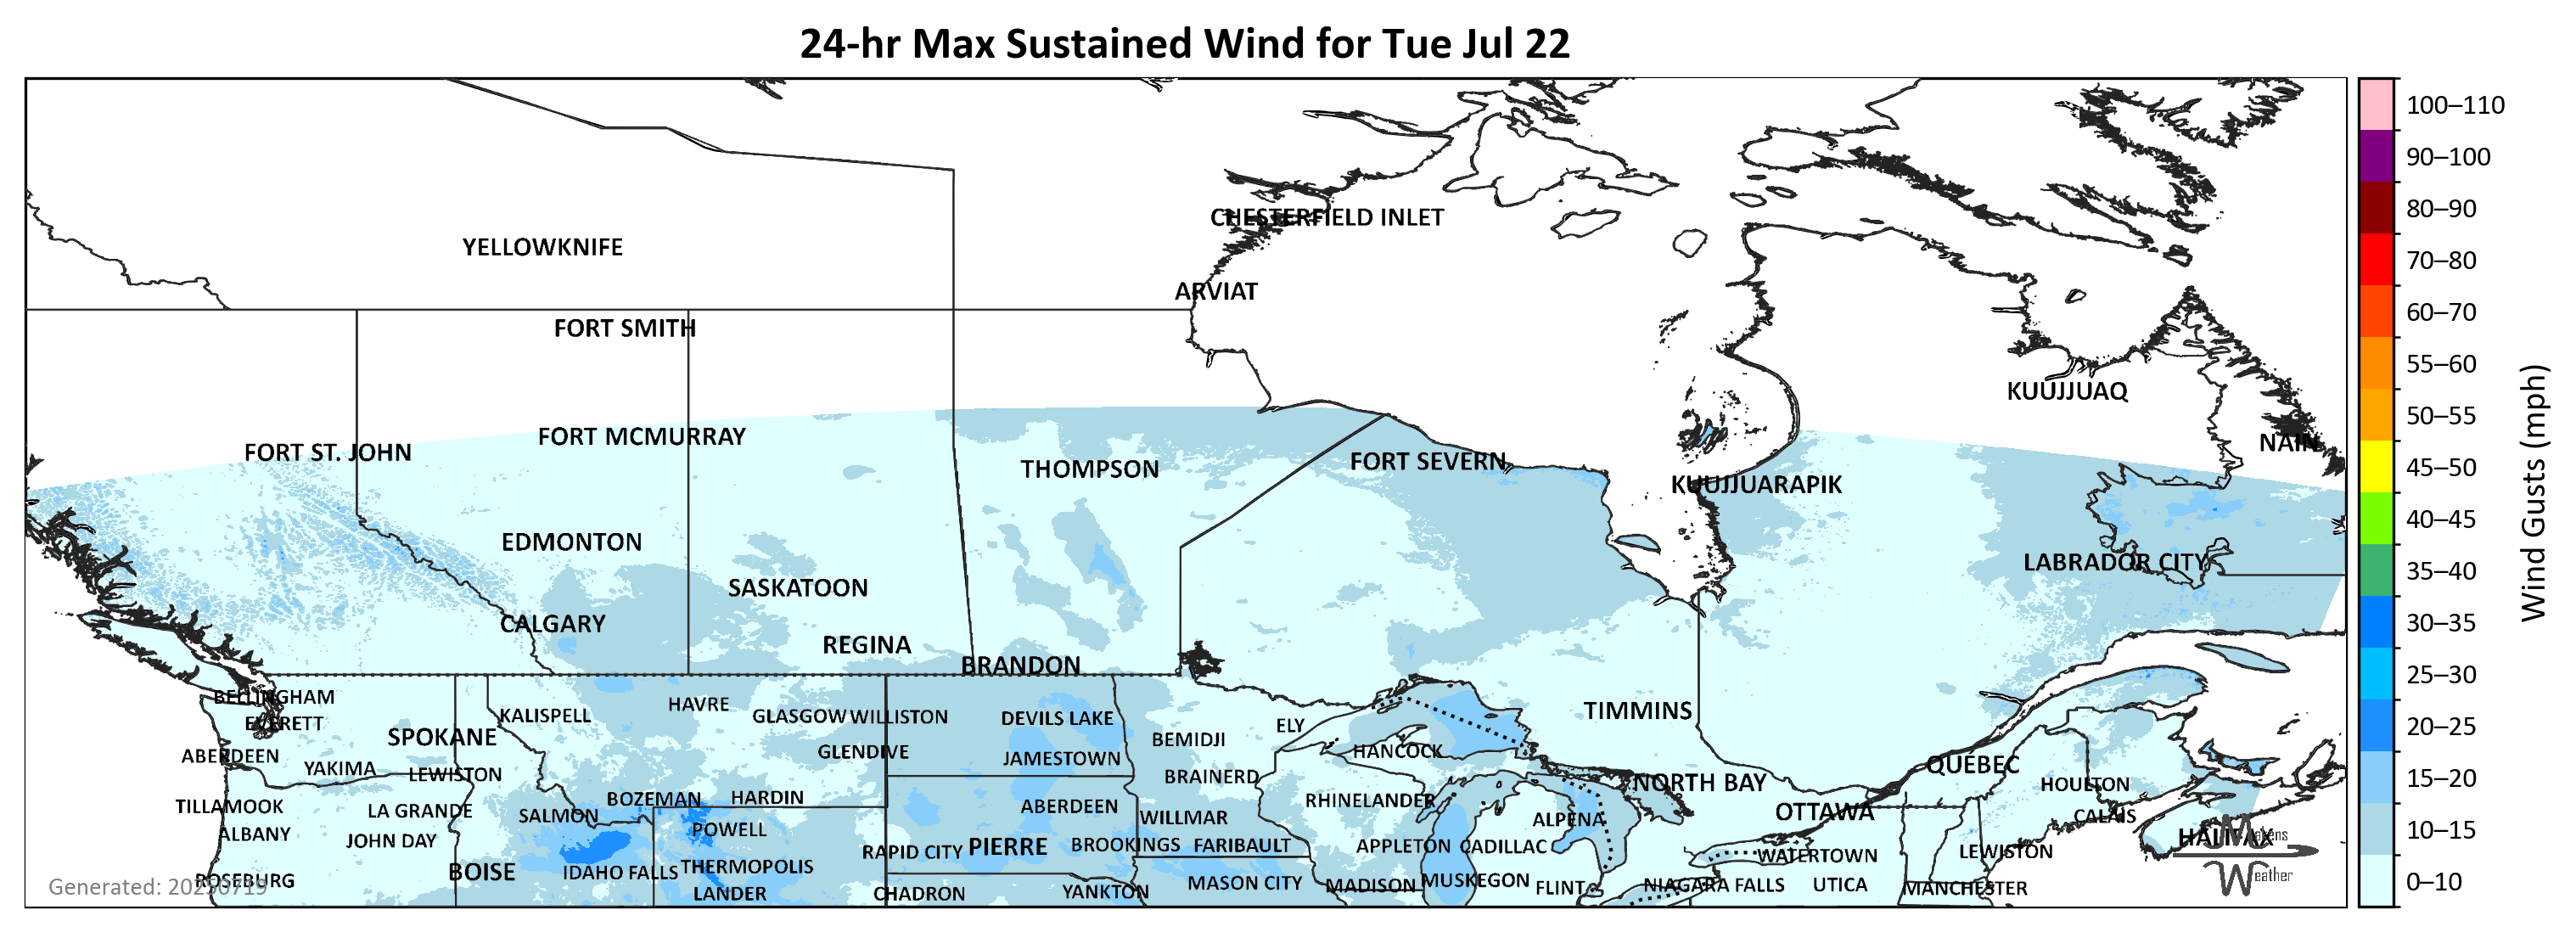 24-hr Max Sustained Wind for Tue Jul 22
CHESTERFIELD INLET
YELLOWKNIFE
ARVIAT
FORT SMITH
KUUJJUAQ
FORT MCMURRAY
NAIN
FORT ST. JOHN
FORT SEVERN
THOMPSON
KUUJJUARAPIK
EDMONTON
LABRADOR CITY
SASKATOON
CALGARY
REGINA
BRANDON
BELLINGHAM
HAVRE
TIMMINS
KALISPELL
GLASGOW
WILLISTON
DEVILS LAKE
EVERETT
ELY
SPOKANE
BEMIDJI
GLENDIVE
HANCOCK
ABERDEEN
JAMESTOWN
QUEBEC
YAKIMA
LEWISTON
BRAINERD
NORTH BAY
HOULTON
BOZEMAN
HARDIN
RHINELANDER
TILLAMOOK
LA GRANDE
ABERDEEN
OTTAWA
SALMON
WILLMAR
CALAIS
ALPENA
POWELL
ALBANY
HALIFAX
Makens
Weather
JOHN DAY
BROOKINGS
FARIBAULT
APPLETON
CADILLAC
PIERRE
RAPID CITY
LEWISTON
WATERTOWN
THERMOPOLIS
BOISE
IDAHO FALLS
ROSEBURG
Generated: 20250719
MUSKEGON
MASON CITY
MADISON
NIAGARA FALLS
UTICA
FLINT
MANCHESTER
LANDER
CHADRON
YANKTON
100–110
90–100
80–90
70–80
60–70
55–60
50–55
45–50
40–45
35–40
30–35
25–30
20–25
15–20
10–15
0–10
Wind Gusts (mph)